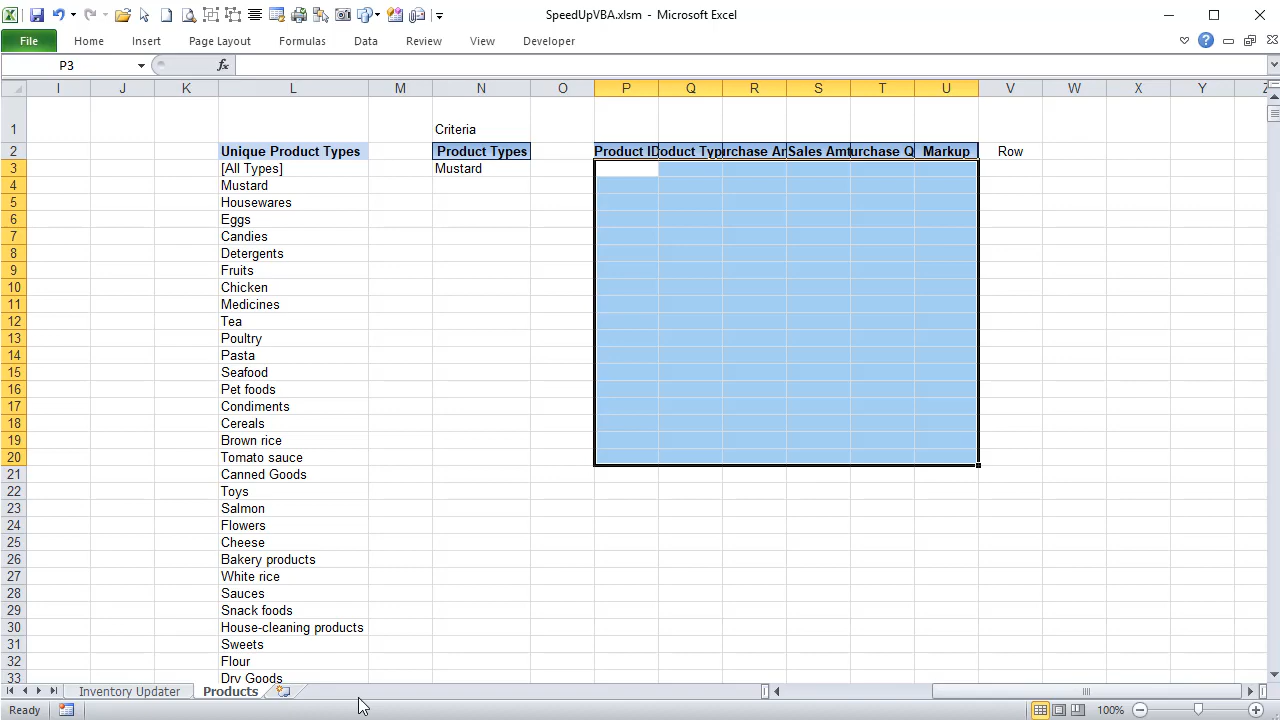 SpeedUpVBA.xlsm - Microsoft Excel
File Home Insert Page Layout Formulas Data Review View Developer
P3 fx
I J K L M N O P Q R S T U V W X Y Z
1 Criteria
2 Unique Product Types Product Types Product ID oduct Typ urchase Ar Sales Amt urchase Q Markup Row
3 [All Types] Mustard
4 Mustard
5 Housewares
6 Eggs
7 Candies
8 Detergents
9 Fruits
10 Chicken
11 Medicines
12 Tea
13 Poultry
14 Pasta
15 Seafood
16 Pet foods
17 Condiments
18 Cereals
19 Brown rice
20 Tomato sauce
21 Canned Goods
22 Toys
23 Salmon
24 Flowers
25 Cheese
26 Bakery products
27 White rice
28 Sauces
29 Snack foods
30 House-cleaning products
31 Sweets
32 Flour
33 Dry Goods
Inventory Updater Products
Ready 100%